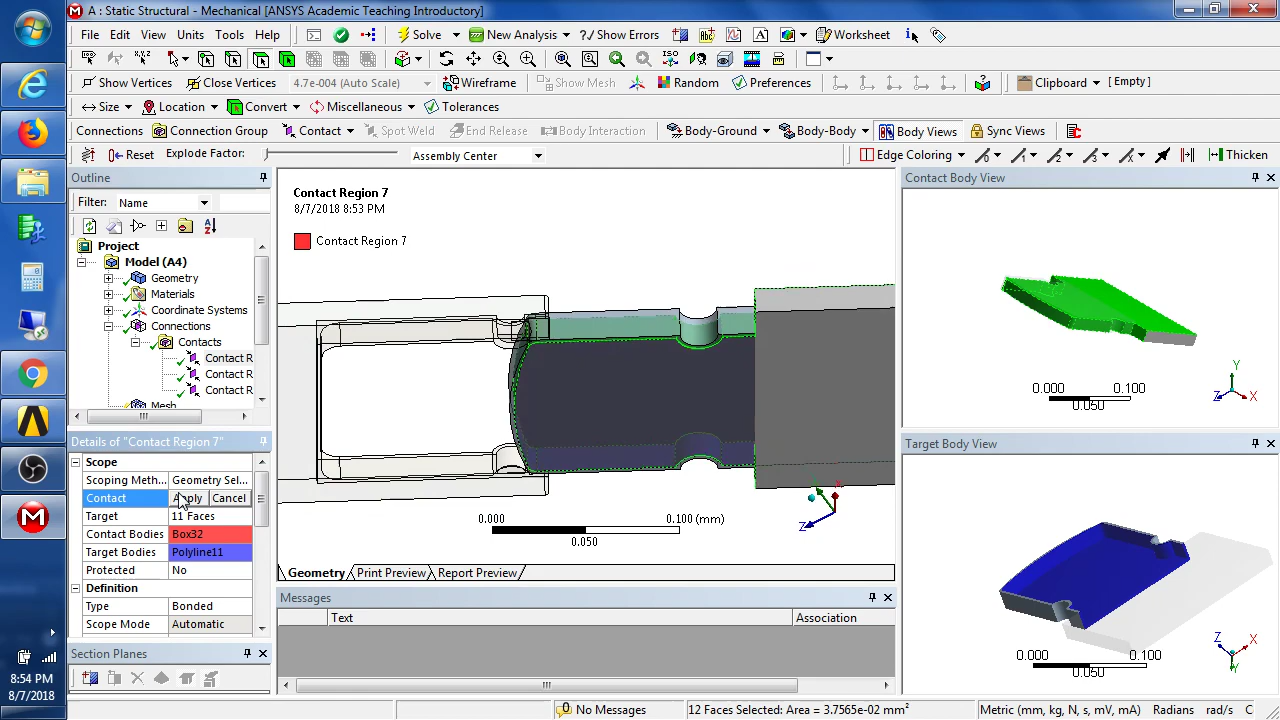 A : Static Structural - Mechanical [ANSYS Academic Teaching Introductory]
File Edit View Units Tools Help Solve New Analysis ?/ Show Errors Worksheet
Show Vertices Close Vertices 4.7e-004 (Auto Scale) Wireframe Show Mesh Random Preferences Clipboard [Empty]
Size Location Convert Miscellaneous Tolerances
Connections Connection Group Contact Spot Weld End Release Body Interaction Body-Ground Body-Body Body Views Sync Views
Reset Explode Factor: Assembly Center Edge Coloring Thicken
Outline
Filter: Name
Project
Model (A4)
Geometry
Materials
Coordinate Systems
Connections
Contacts
Contact R
Contact R
Contact R
Mesh
Details of "Contact Region 7"
Scope
Scoping Meth... Geometry Sel...
Contact Apply Cancel
Target 11 Faces
Contact Bodies Box32
Target Bodies Polyline11
Protected No
Definition
Type Bonded
Scope Mode Automatic
Section Planes
Contact Region 7
8/7/2018 8:53 PM
Contact Region 7
0.000 0.100 (mm)
0.050
X
Z
Geometry Print Preview Report Preview
Messages
Text Association
Contact Body View
0.000 0.100
0.050
Y
Z X
Target Body View
0.000 0.100
0.050
Z X
Y
8:54 PM
8/7/2018
No Messages 12 Faces Selected: Area = 3.7565e-02 mm² Metric (mm, kg, N, s, mV, mA) Radians rad/s C